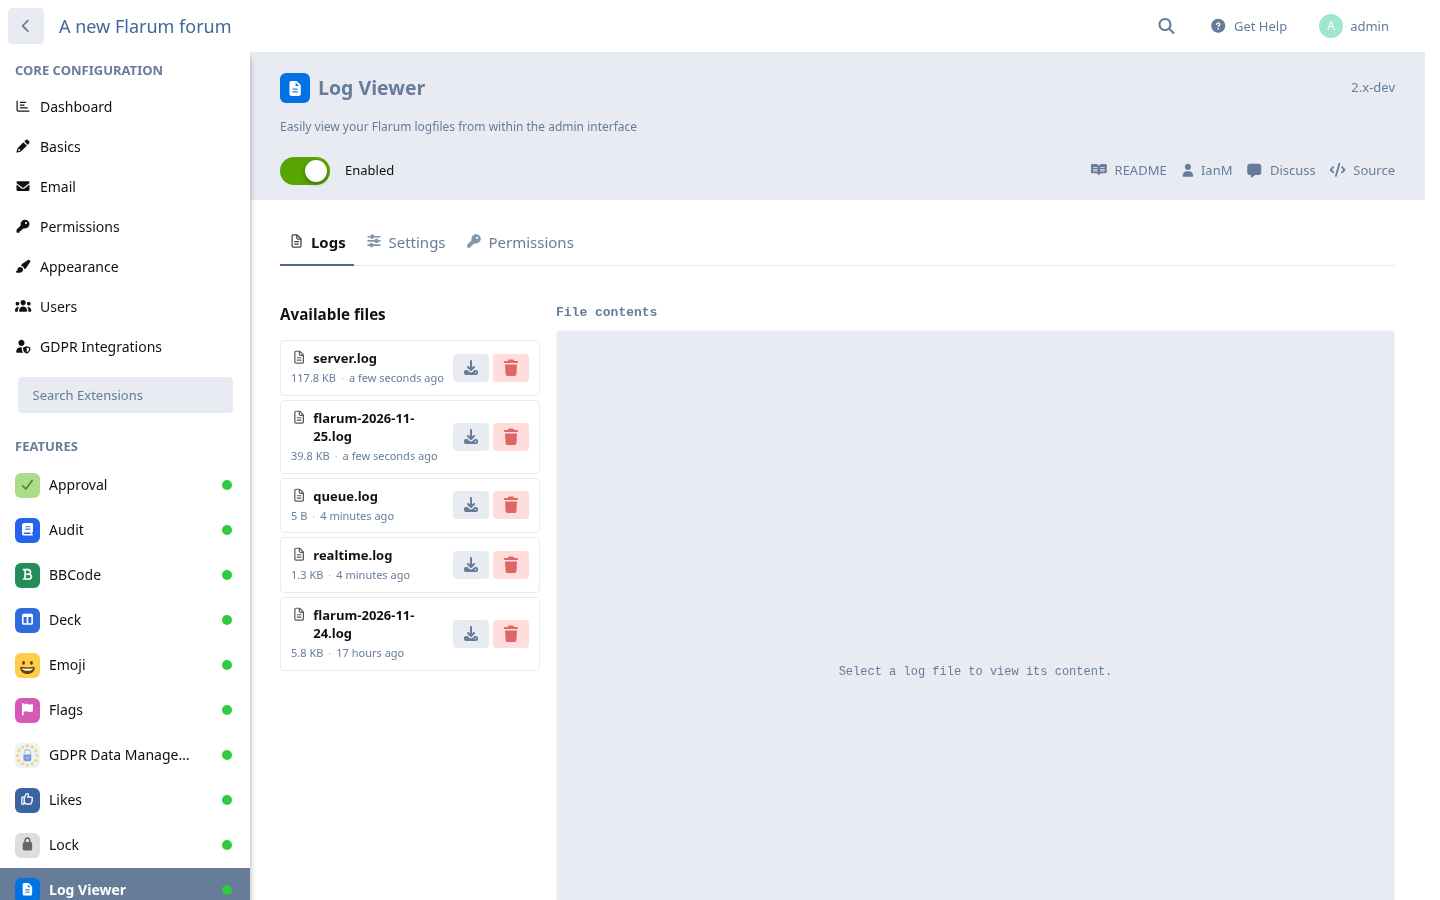 A new Flarum forum
Get Help
A
admin
CORE CONFIGURATION
Dashboard
Basics
Email
Permissions
Appearance
Users
GDPR Integrations
Search Extensions
FEATURES
Approval
Audit
BBCode
Deck
Emoji
Flags
GDPR Data Manage...
Likes
Lock
Log Viewer
Log Viewer
2.x-dev
Easily view your Flarum logfiles from within the admin interface
Enabled
README
IanM
Discuss
Source
Logs
Settings
Permissions
Available files
server.log
117.8 KB · a few seconds ago
flarum-2026-11-
25.log
39.8 KB · a few seconds ago
queue.log
5 B · 4 minutes ago
realtime.log
1.3 KB · 4 minutes ago
flarum-2026-11-
24.log
5.8 KB · 17 hours ago
File contents
Select a log file to view its content.